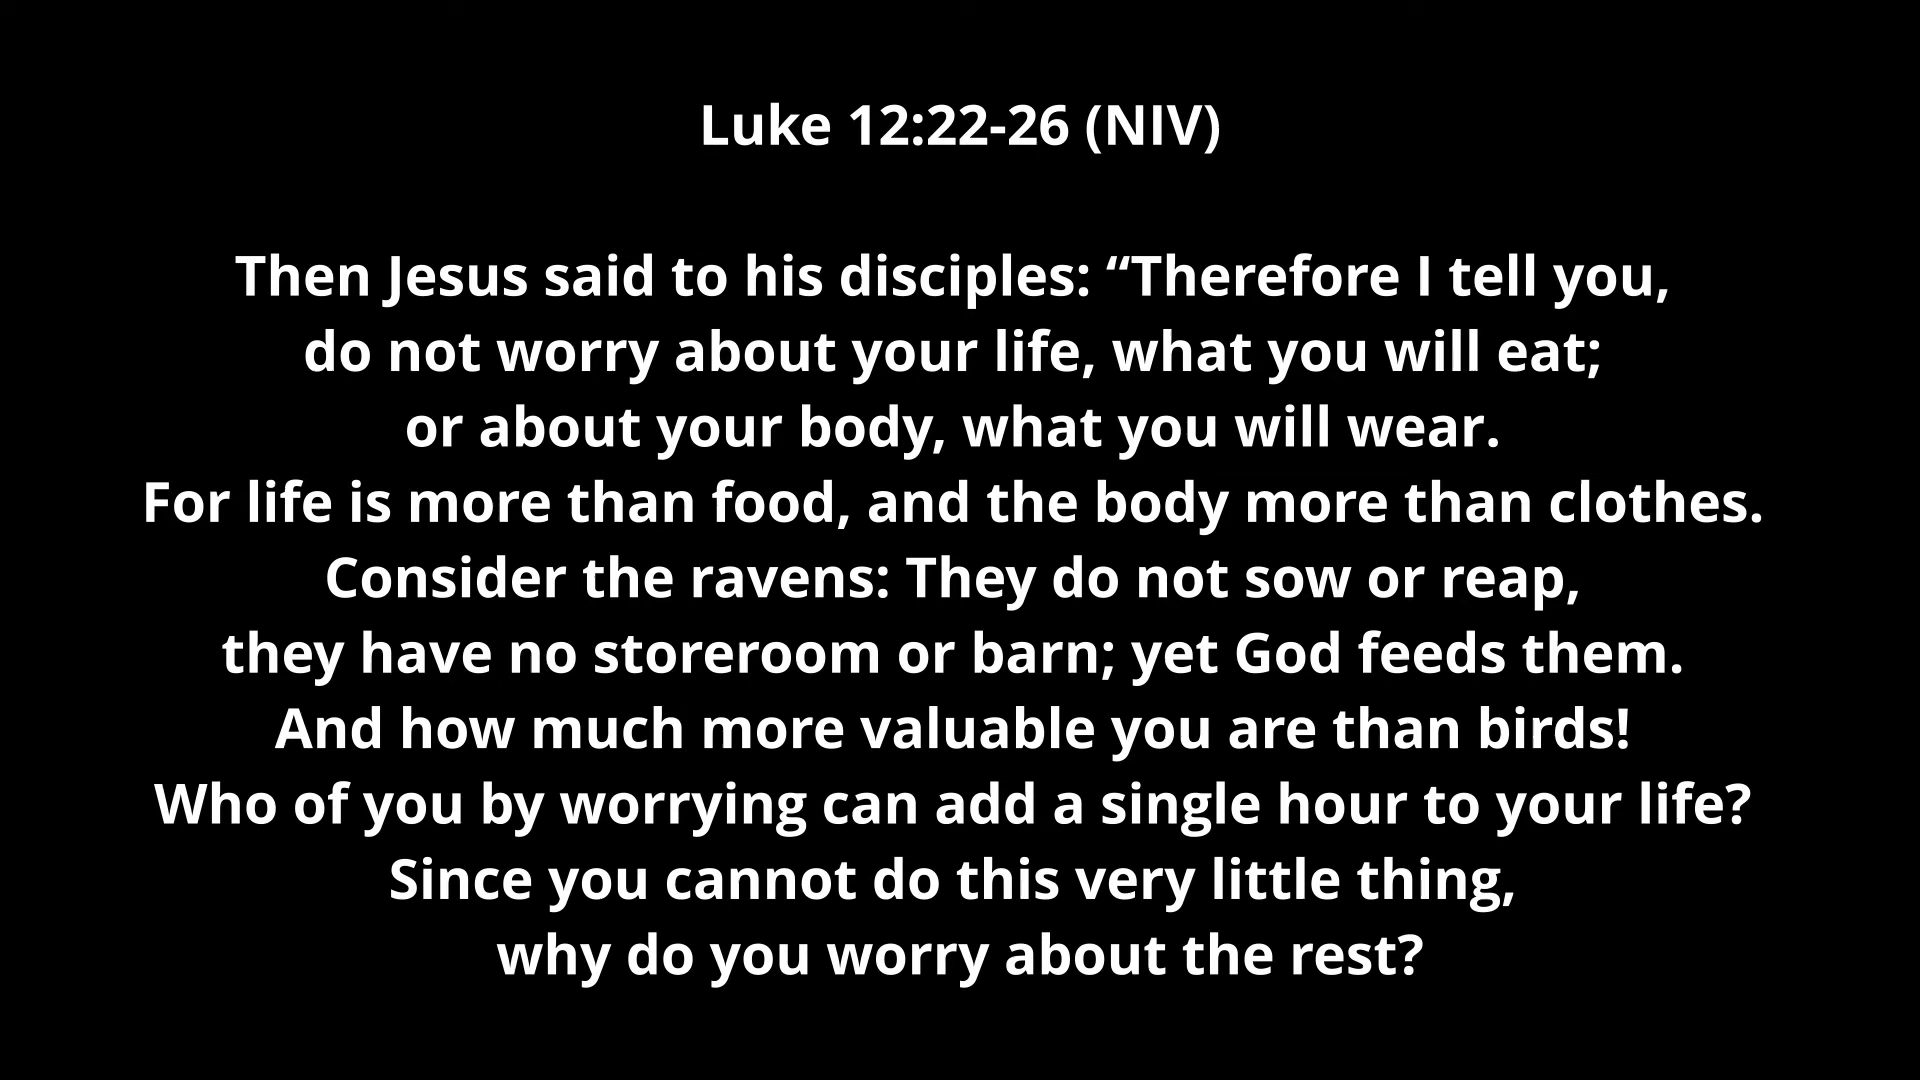 Luke 12:22-26 (NIV)
Then Jesus said to his disciples: “Therefore I tell you,
do not worry about your life, what you will eat;
or about your body, what you will wear.
For life is more than food, and the body more than clothes.
Consider the ravens: They do not sow or reap,
they have no storeroom or barn; yet God feeds them.
And how much more valuable you are than birds!
Who of you by worrying can add a single hour to your life?
Since you cannot do this very little thing,
why do you worry about the rest?